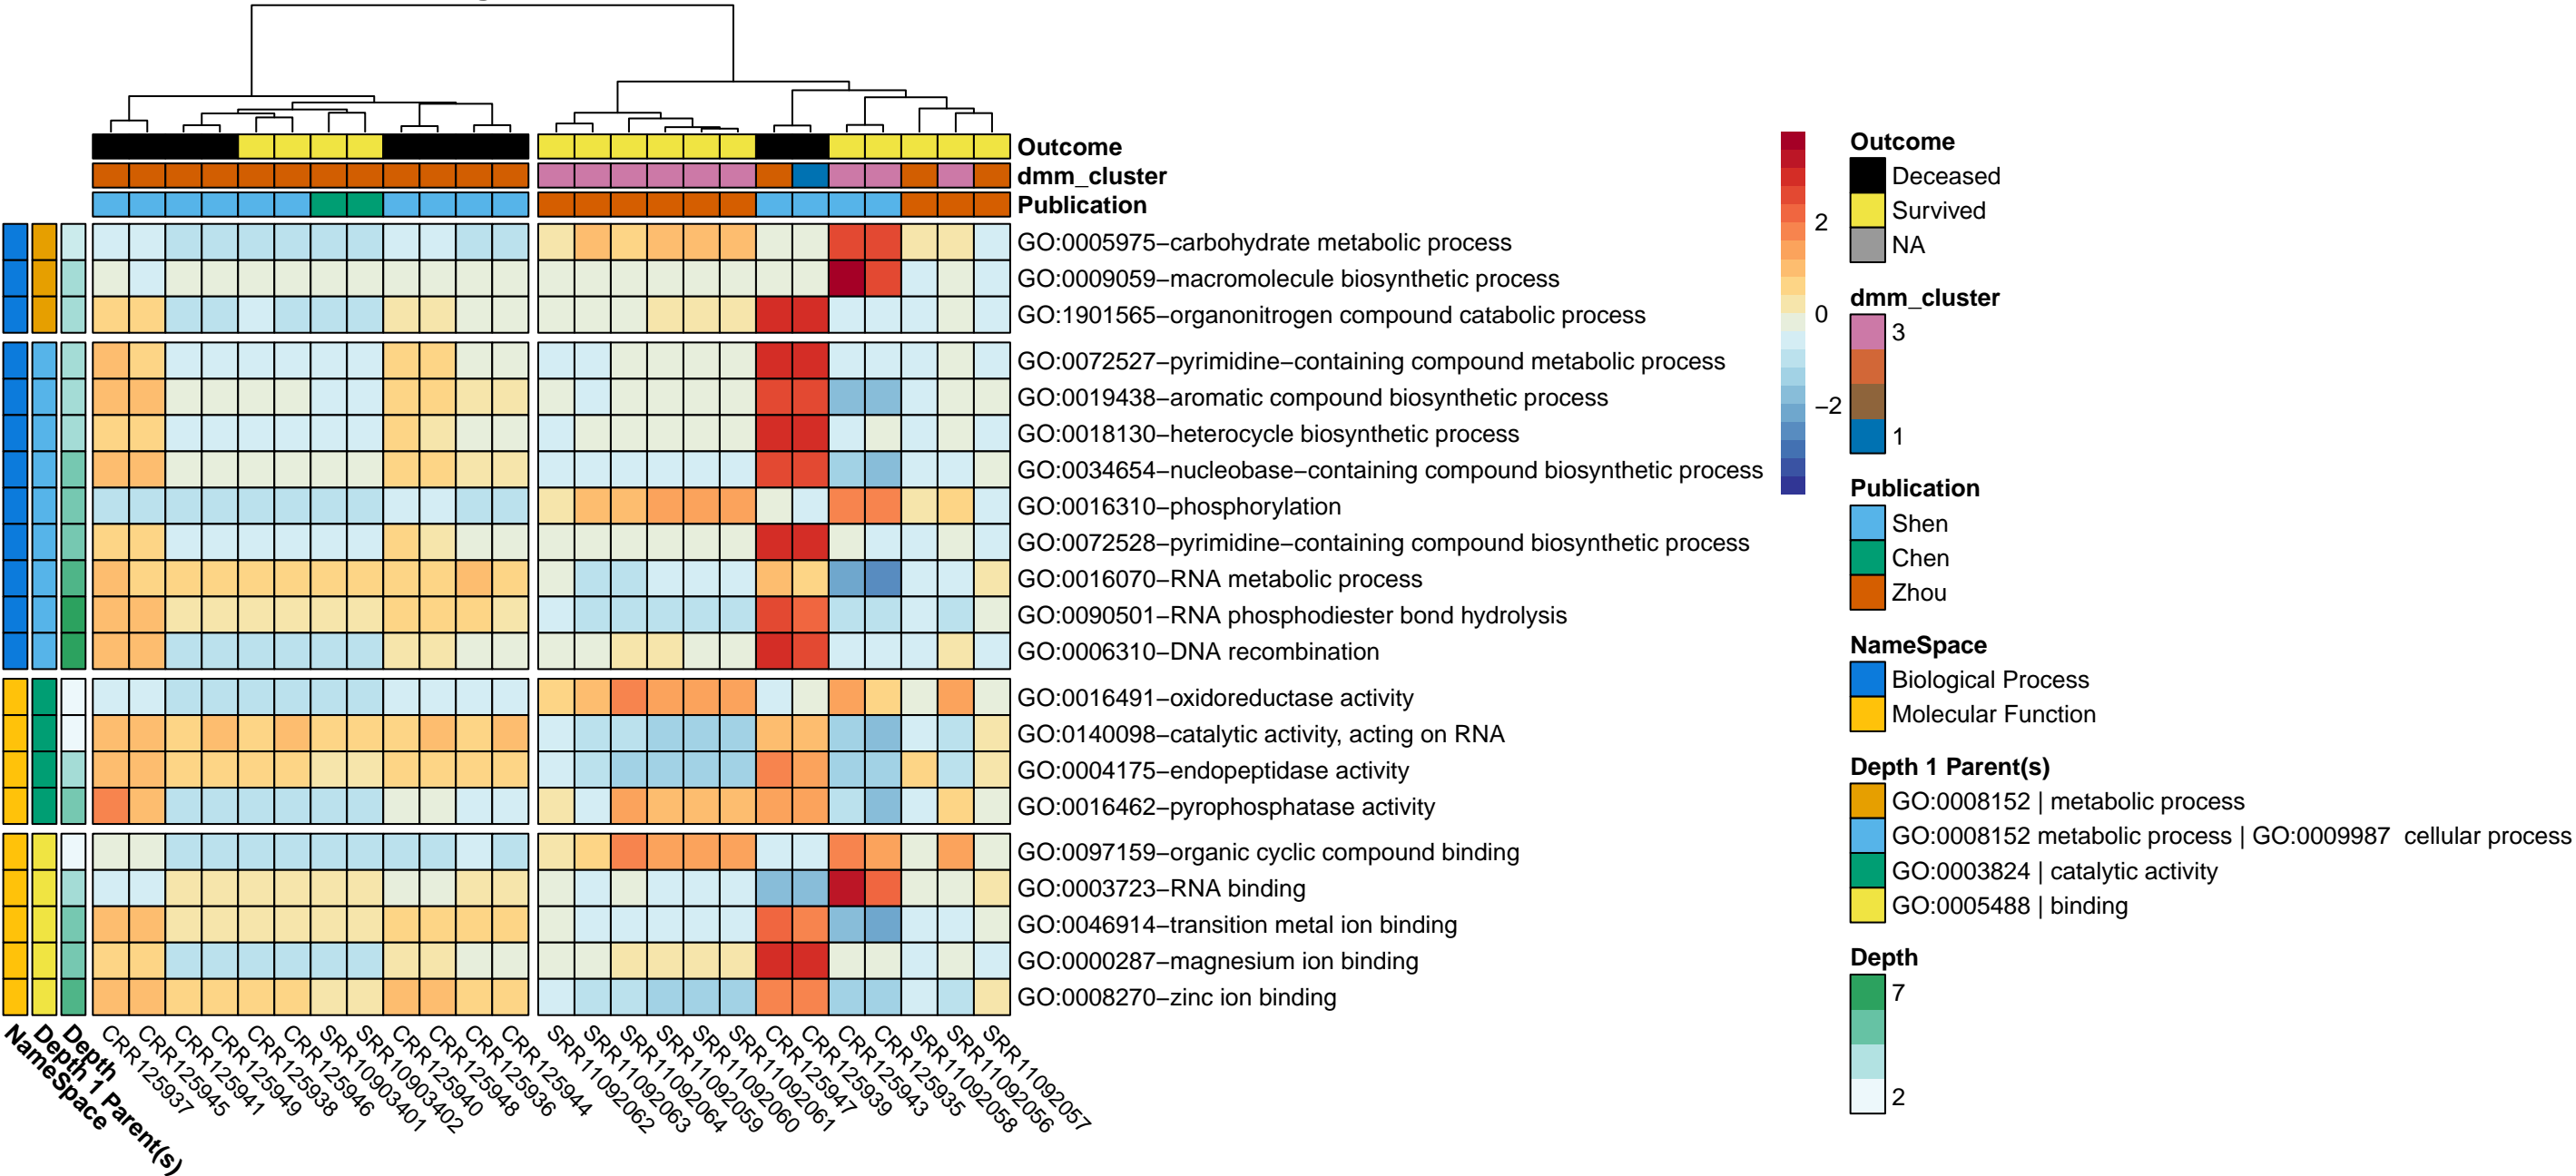 Outcome
dmm_cluster
Publication
GO:0005975−carbohydrate metabolic process
GO:0009059−macromolecule biosynthetic process
GO:1901565−organonitrogen compound catabolic process
GO:0072527−pyrimidine−containing compound metabolic process
GO:0019438−aromatic compound biosynthetic process
GO:0018130−heterocycle biosynthetic process
GO:0034654−nucleobase−containing compound biosynthetic process
GO:0016310−phosphorylation
GO:0072528−pyrimidine−containing compound biosynthetic process
GO:0016070−RNA metabolic process
GO:0090501−RNA phosphodiester bond hydrolysis
GO:0006310−DNA recombination
GO:0016491−oxidoreductase activity
GO:0140098−catalytic activity, acting on RNA
GO:0004175−endopeptidase activity
GO:0016462−pyrophosphatase activity
GO:0097159−organic cyclic compound binding
GO:0003723−RNA binding
GO:0046914−transition metal ion binding
GO:0000287−magnesium ion binding
GO:0008270−zinc ion binding
NameSpace
Depth 1 Parent(s)
Depth
CRR125937
CRR125945
CRR125941
CRR125949
CRR125938
CRR125946
SRR10903401
SRR10903402
CRR125940
CRR125948
CRR125936
CRR125944
SRR11092062
SRR11092063
SRR11092064
SRR11092059
SRR11092060
SRR11092061
CRR125947
CRR125939
CRR125943
CRR125935
SRR11092058
SRR11092056
SRR11092057
2
0
−2
Outcome
Deceased
Survived
NA
dmm_cluster
3
1
Publication
Shen
Chen
Zhou
NameSpace
Biological Process
Molecular Function
Depth 1 Parent(s)
GO:0008152 | metabolic process
GO:0008152 metabolic process | GO:0009987  cellular process
GO:0003824 | catalytic activity
GO:0005488 | binding
Depth
7
2